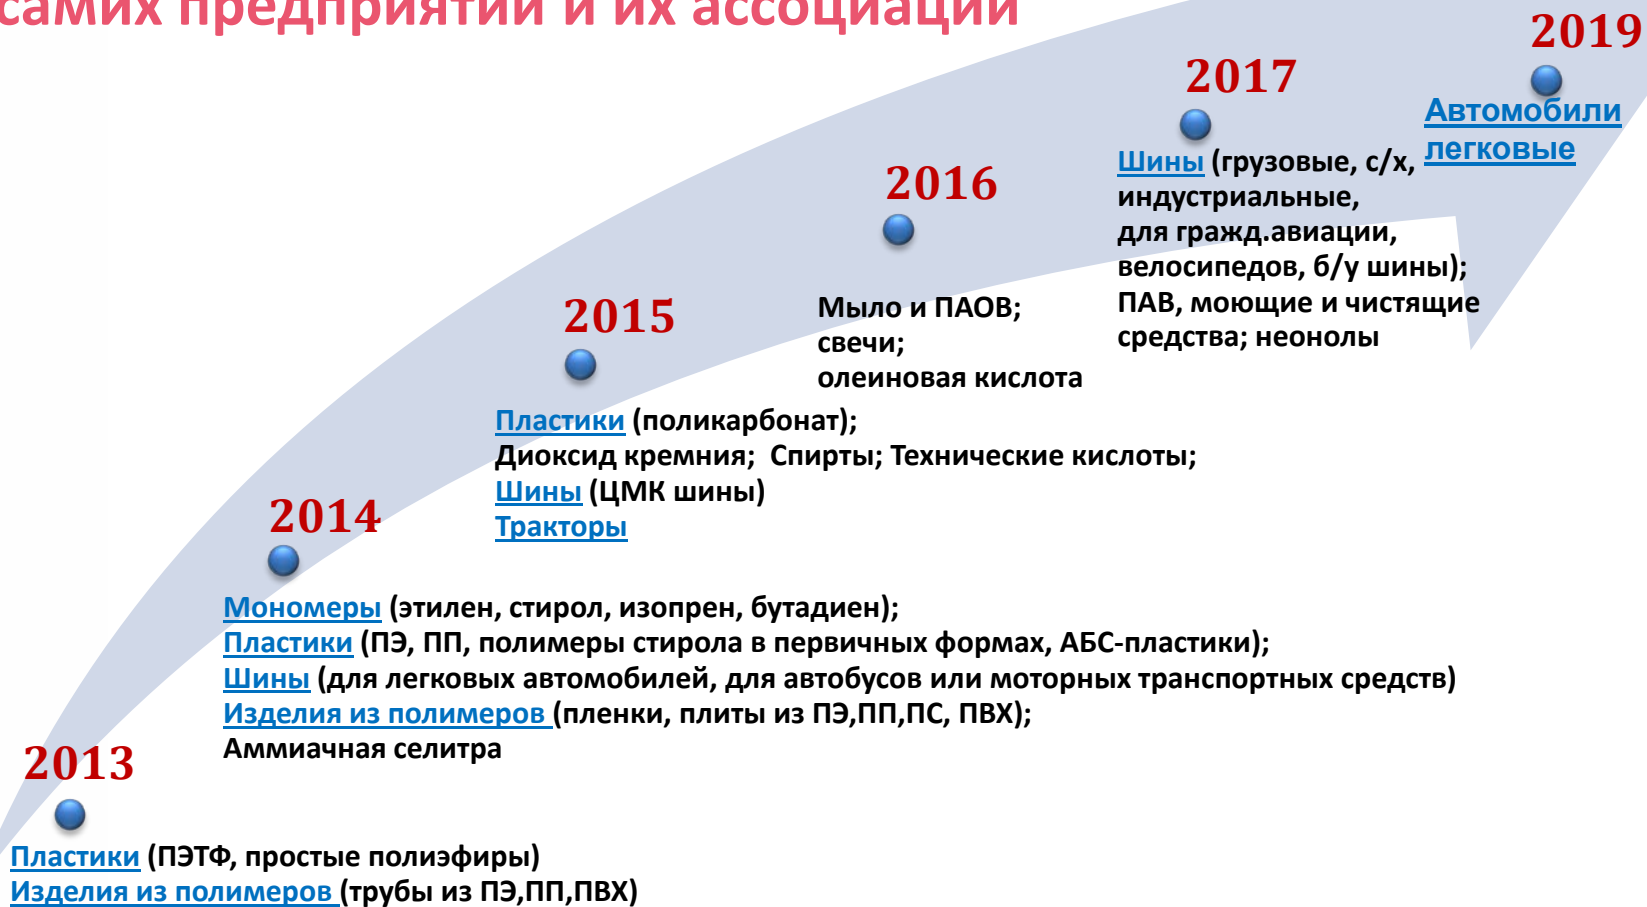 самих предприятий и их ассоциаций
2019
Автомобили
легковые
2017
Шины (грузовые, с/х,
индустриальные,
для гражд.авиации,
велосипедов, б/у шины);
ПАВ, моющие и чистящие
средства; неонолы
2016
Мыло и ПАОВ;
свечи;
олеиновая кислота
2015
Пластики (поликарбонат);
Диоксид кремния; Спирты; Технические кислоты;
Шины (ЦМК шины)
Тракторы
2014
Мономеры (этилен, стирол, изопрен, бутадиен);
Пластики (ПЭ, ПП, полимеры стирола в первичных формах, АБС-пластики);
Шины (для легковых автомобилей, для автобусов или моторных транспортных средств)
Изделия из полимеров (пленки, плиты из ПЭ,ПП,ПС, ПВХ);
Аммиачная селитра
2013
Пластики (ПЭТФ, простые полиэфиры)
Изделия из полимеров (трубы из ПЭ,ПП,ПВХ)